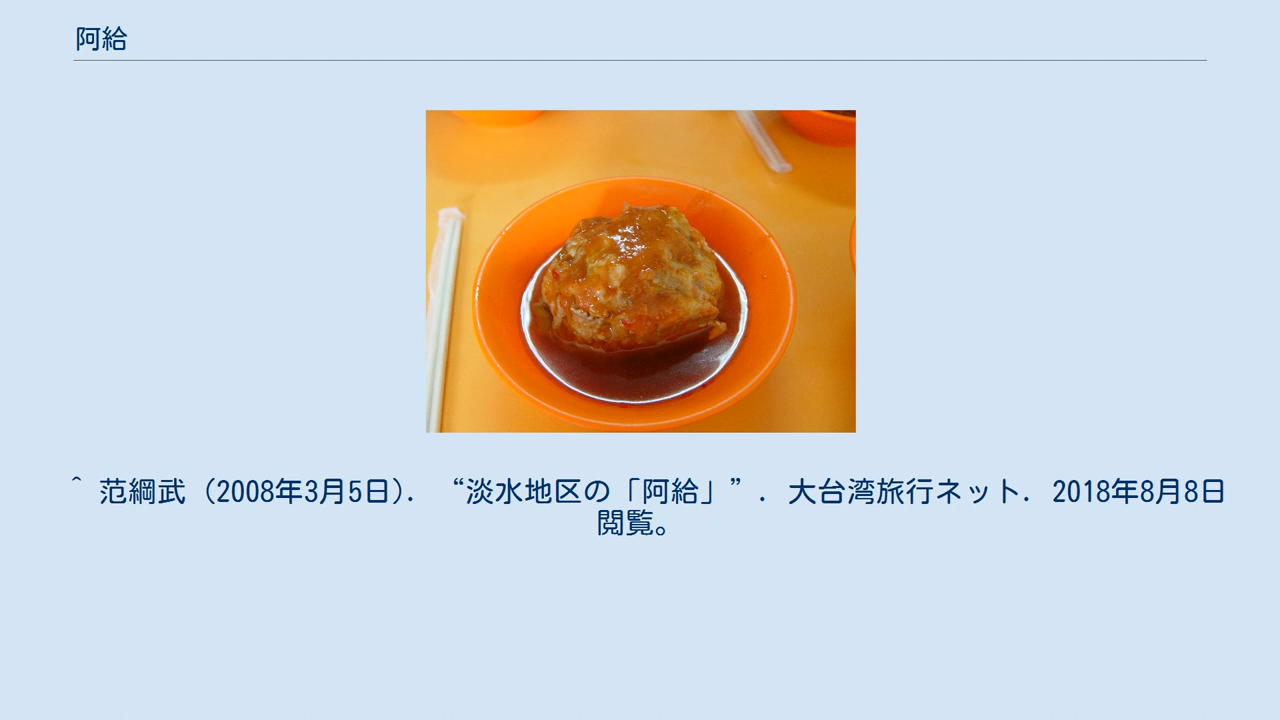 阿給
^ 范綱武（2008年3月5日）. “淡水地区の「阿給」”. 大台湾旅行ネット. 2018年8月8日
閲覧。